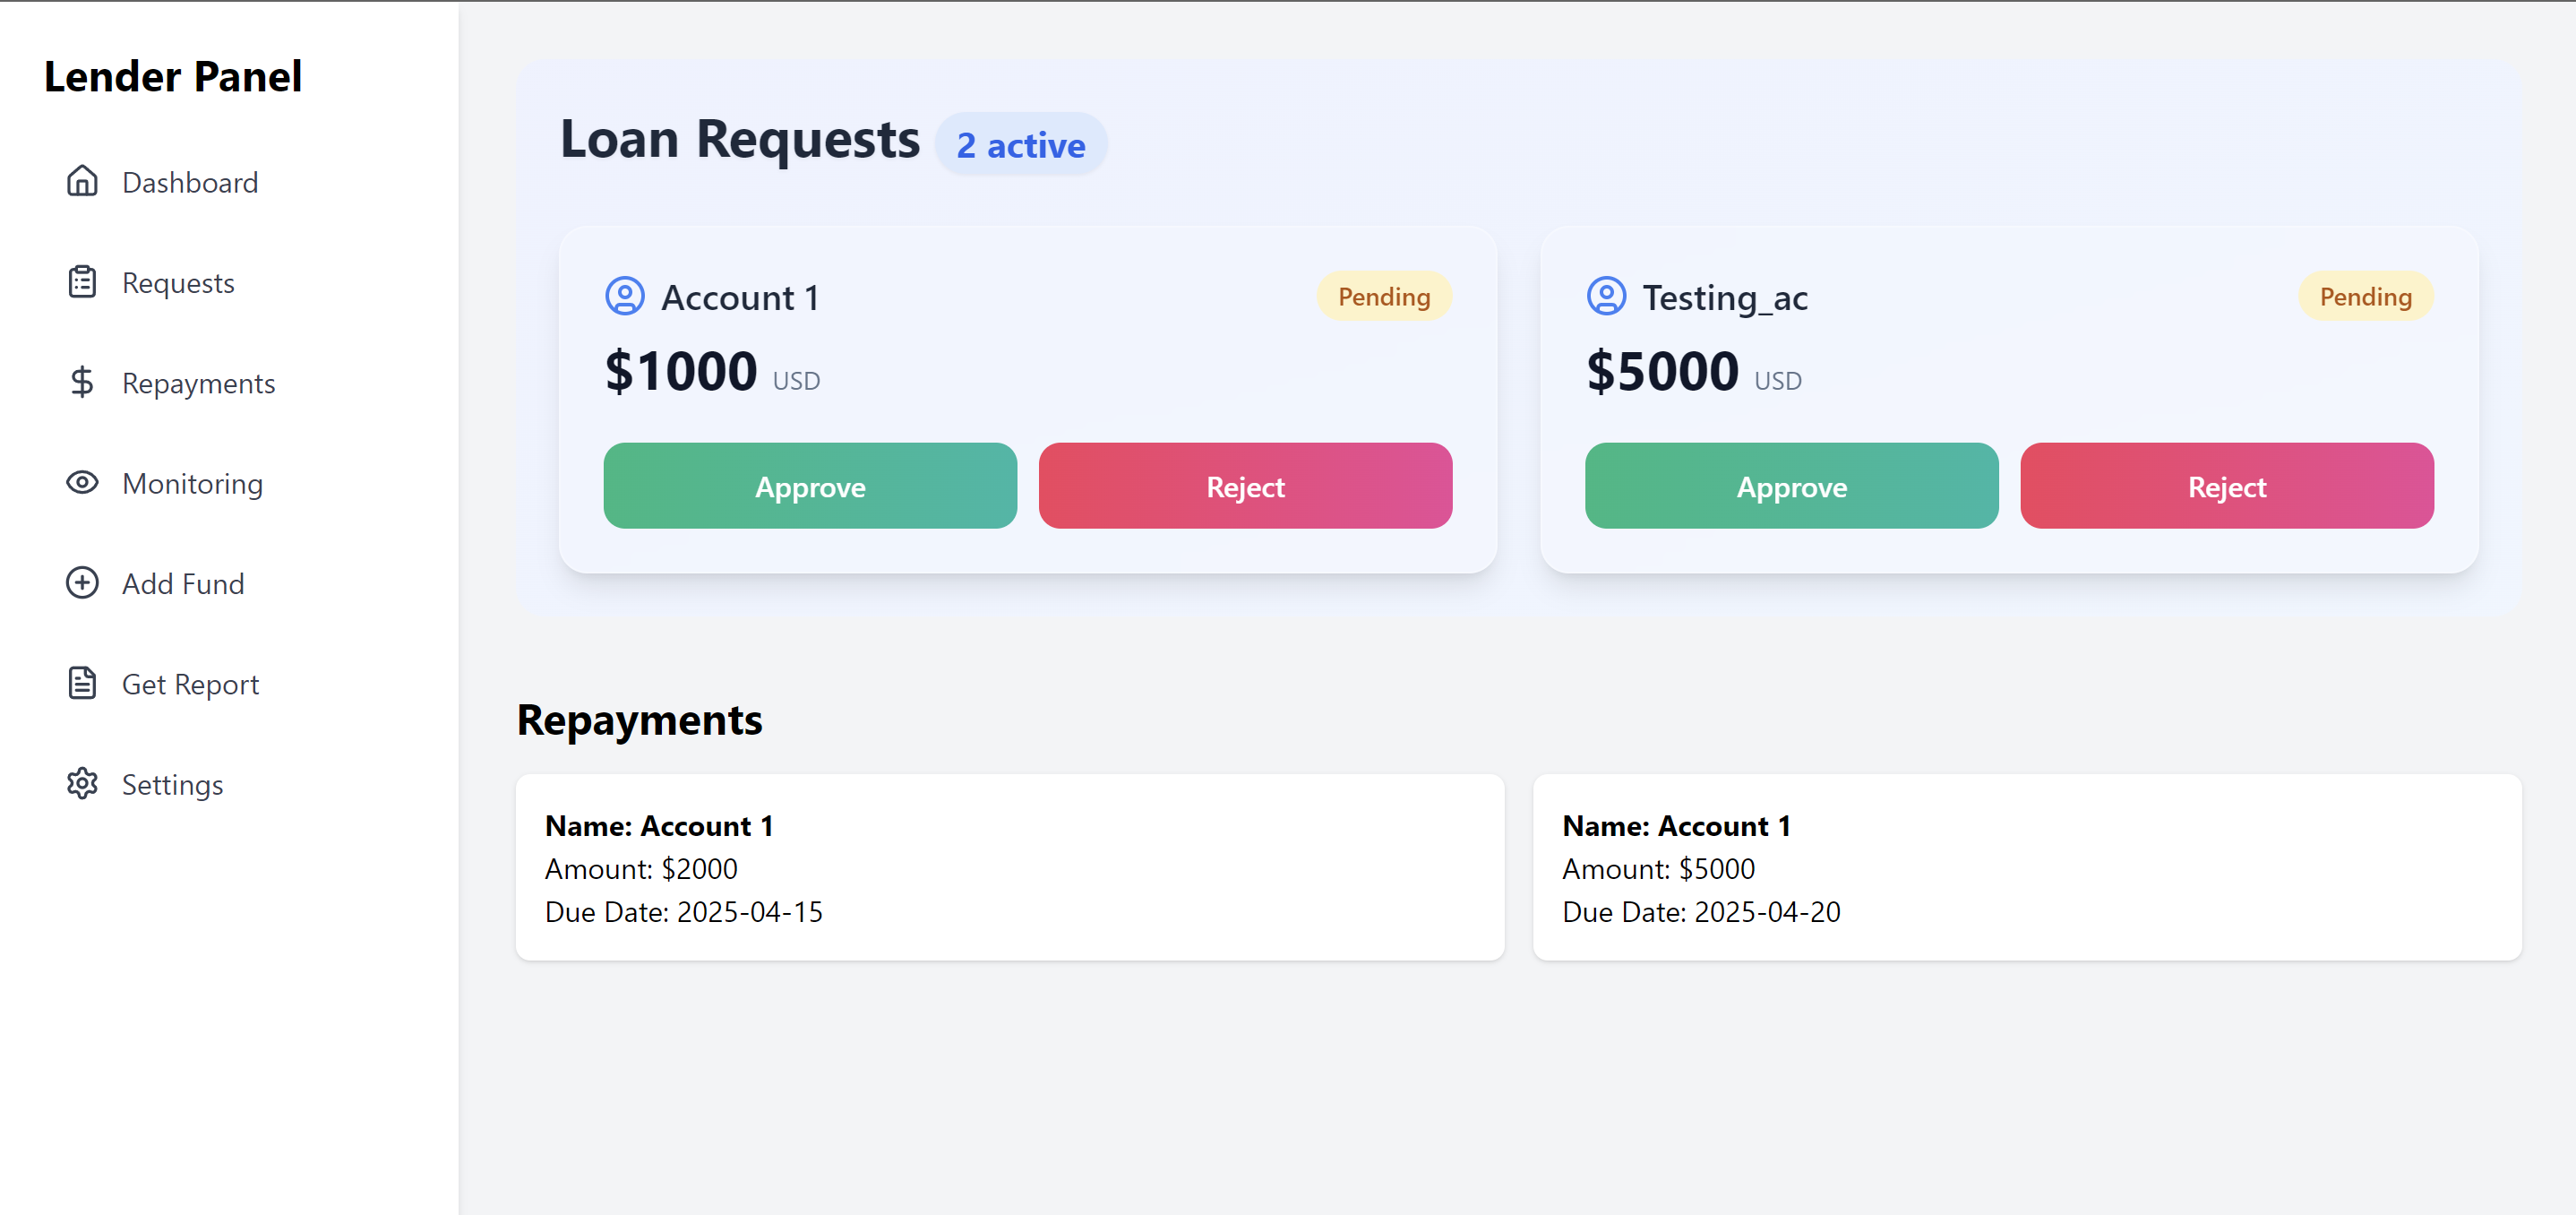 Lender Panel
Dashboard
Requests
Repayments
Monitoring
Add Fund
Get Report
Settings
Loan Requests 2 active
Account 1 Pending
$1000 USD
Approve Reject
Testing_ac Pending
$5000 USD
Approve Reject
Repayments
Name: Account 1
Amount: $2000
Due Date: 2025-04-15
Name: Account 1
Amount: $5000
Due Date: 2025-04-20